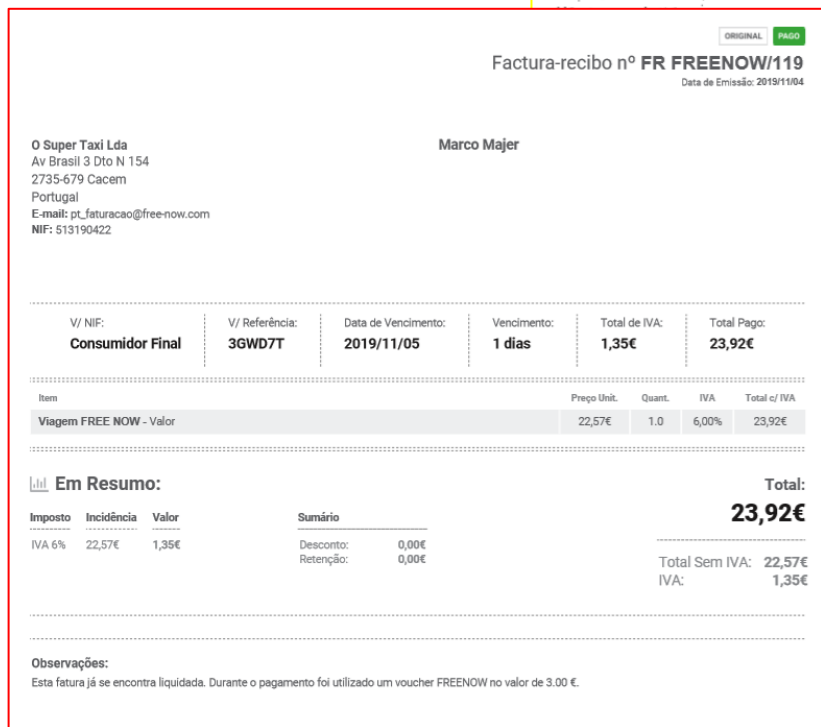 ORIGINAL PAGO
Factura-recibo nº FR FREENOW/119
Data de Emissão: 2019/11/04
O Super Taxi Lda
Av Brasil 3 Dto N 154
2735-679 Cacem
Portugal
E-mail: pt_faturacao@free-now.com
NIF: 513190422
Marco Majer
V/ NIF: V/ Referência: Data de Vencimento: Vencimento: Total de IVA: Total Pago:
Consumidor Final 3GWD7T 2019/11/05 1 dias 1,35€ 23,92€
Item Preço Unit. Quant. IVA Total c/ IVA
Viagem FREE NOW - Valor 22,57€ 1.0 6,00% 23,92€
Em Resumo:
Imposto Incidência Valor
IVA 6% 22,57€ 1,35€
Sumário
Desconto: 0,00€
Retenção: 0,00€
Total:
23,92€
Total Sem IVA: 22,57€
IVA: 1,35€
Observações:
Esta fatura já se encontra liquidada. Durante o pagamento foi utilizado um voucher FREENOW no valor de 3.00 €.